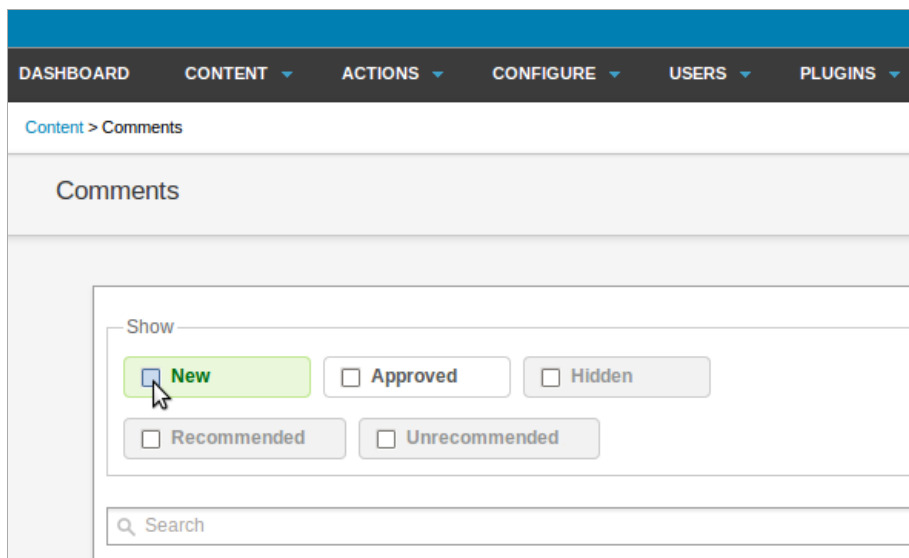 DASHBOARD CONTENT ACTIONS CONFIGURE USERS PLUGINS
Content > Comments
Comments
Show
New Approved Hidden
Recommended Unrecommended
Search